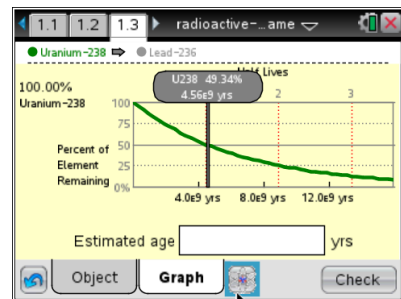 1.1 1.2 1.3 radioactive-...ame
Uranium-238 Lead-236
Half Lives
U238 49.34%
4.56E9 yrs
2 3
100.00%
Uranium-238
100
75
Percent of 50
Element 25
Remaining 0%
4.0E9 yrs 8.0E9 yrs 12.0E9 yrs
Estimated age yrs
Object Graph Check